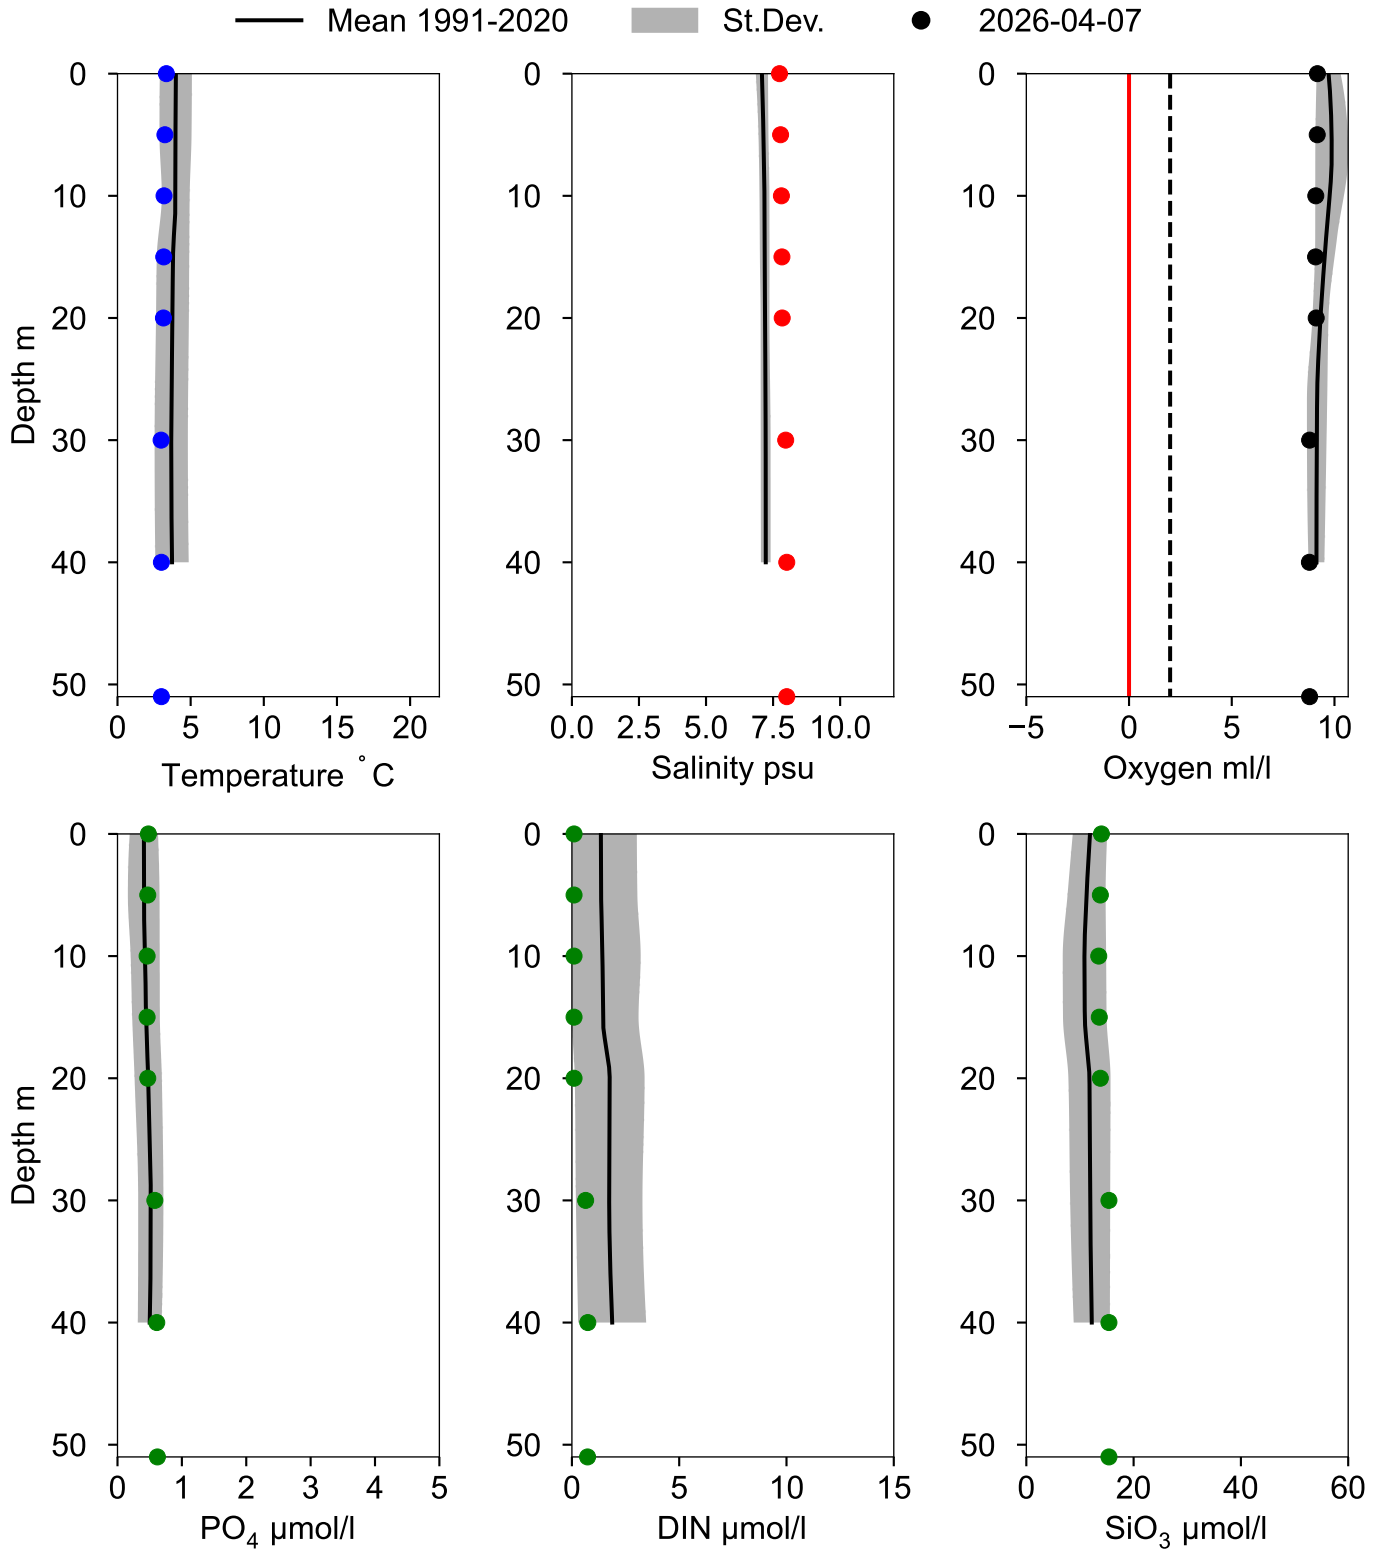 Mean 1991-2020 St.Dev. 2026-04-07
0 0 0
10 10 10
20 20 20
30 30 30
40 40 40
50 50 50
Depth m
0 5 10 15 20 0.0 2.5 5.0 7.5 10.0 −5 0 5 10
Temperature ˚C Salinity psu Oxygen ml/l
0 0 0
10 10 10
20 20 20
30 30 30
40 40 40
50 50 50
Depth m
0 1 2 3 4 5 0 5 10 15 0 20 40 60
PO₄ µmol/l DIN µmol/l SiO₃ µmol/l